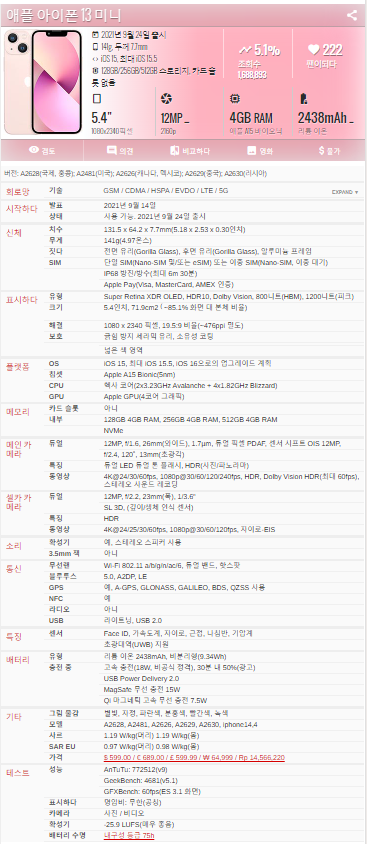 애플 아이폰 13 미니
2021년 9월 24일 출시
141g, 두께 7.7mm
iOS 15, 최대 iOS 15.5
128GB/256GB/512GB 스토리지, 카드 슬롯 없음
5.1%
조회수 1,688,893
222
팬이되다
5.4"
1080x2340 픽셀
12MP
2160p
4GB RAM
애플 A15 바이오닉
2438mAh
리튬 이온
검토
의견
비교하다
영화
물가
버전: A2628(국제, 홍콩); A2481(미국); A2626(캐나다, 멕시코); A2629(중국); A2630(러시아)
회로망 기술 GSM / CDMA / HSPA / EVDO / LTE / 5G EXPAND ▼
시작하다 발표 2021년 9월 14일
상태 사용 가능. 2021년 9월 24일 출시
신체 치수 131.5 x 64.2 x 7.7mm(5.18 x 2.53 x 0.30인치)
무게 141g(4.97온스)
짓다 전면 유리(Gorilla Glass), 후면 유리(Gorilla Glass), 알루미늄 프레임
SIM 단일 SIM(Nano-SIM 및/또는 eSIM) 또는 이중 SIM(Nano-SIM, 이중 대기)
IP68 방진/방수(최대 6m 30분)
Apple Pay(Visa, MasterCard, AMEX 인증)
표시하다 유형 Super Retina XDR OLED, HDR10, Dolby Vision, 800니트(HBM), 1200니트(피크)
크기 5.4인치, 71.9cm2 (~85.1% 화면 대 본체 비율)
해결 1080 x 2340 픽셀, 19.5:9 비율(~476ppi 밀도)
보호 긁힘 방지 세라믹 유리, 소유성 코팅
넓은 색 영역
플랫폼 OS iOS 15, 최대 iOS 15.5, iOS 16으로의 업그레이드 계획
칩셋 Apple A15 Bionic(5nm)
CPU 헥사 코어(2x3.23GHz Avalanche + 4x1.82GHz Blizzard)
GPU Apple GPU(4코어 그래픽)
메모리 카드 슬롯 아니
내부 128GB 4GB RAM, 256GB 4GB RAM, 512GB 4GB RAM
NVMe
메인 카메라 듀얼 12MP, f/1.6, 26mm(와이드), 1.7μm, 듀얼 픽셀 PDAF, 센서 시프트 OIS 12MP,
f/2.4, 120˚, 13mm(초광각)
특징 듀얼 LED 듀얼 톤 플래시, HDR(사진/파노라마)
동영상 4K@24/30/60fps, 1080p@30/60/120/240fps, HDR, Dolby Vision HDR(최대 60fps),
스테레오 사운드 레코딩
셀카 카메라 듀얼 12MP, f/2.2, 23mm(폭), 1/3.6"
SL 3D, (깊이/생체 인식 센서)
특징 HDR
동영상 4K@24/25/30/60fps, 1080p@30/60/120fps, 자이로-EIS
소리 확성기 예, 스테레오 스피커 사용
3.5mm 잭 아니
통신 무선랜 Wi-Fi 802.11 a/b/g/n/ac/6, 듀얼 밴드, 핫스팟
블루투스 5.0, A2DP, LE
GPS 예, A-GPS, GLONASS, GALILEO, BDS, QZSS 사용
NFC 예
라디오 아니
USB 라이트닝, USB 2.0
특징 센서 Face ID, 가속도계, 자이로, 근접, 나침반, 기압계
초광대역(UWB) 지원
배터리 유형 리튬 이온 2438mAh, 비분리형(9.34Wh)
충전 중 고속 충전(18W, 비공식 정격), 30분 내 50%(광고)
USB Power Delivery 2.0
MagSafe 무선 충전 15W
Qi 마그네틱 고속 무선 충전 7.5W
기타 그림 물감 별빛, 자정, 파란색, 분홍색, 빨간색, 녹색
모델 A2628, A2481, A2626, A2629, A2630, iphone14,4
사르 1.19 W/kg(머리) 1.19 W/kg(몸)
SAR EU 0.97 W/kg(머리) 0.98 W/kg(몸)
가격 $ 599.00 / € 689.00 / £ 599.99 / ₩ 64,999 / Rp 14,566,220
테스트 성능 AnTuTu: 772512(v9)
GeekBench: 4681(v5.1)
GFXBench: 60fps(ES 3.1 화면)
표시하다 명암비: 무한(공칭)
카메라 사진 / 비디오
확성기 -25.9 LUFS(매우 좋음)
배터리 수명 내구성 등급 75h